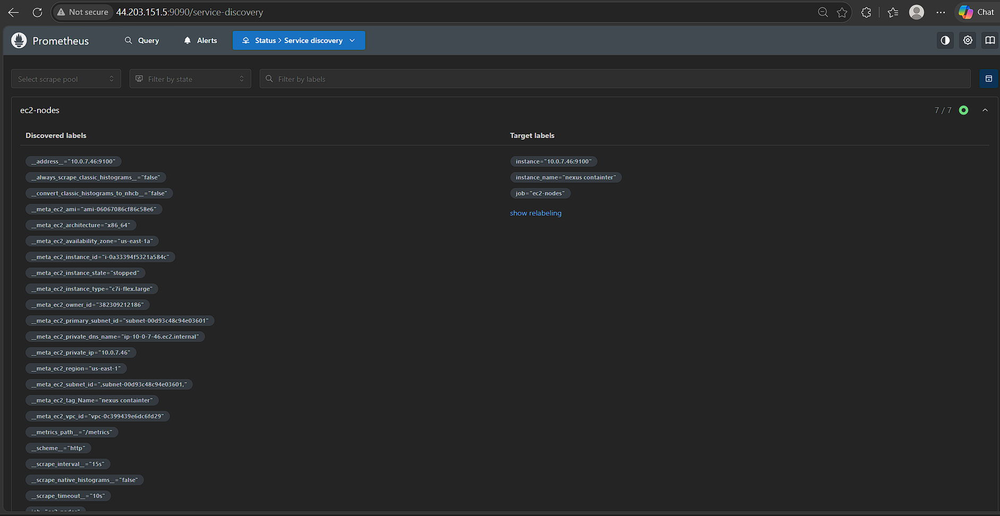 Not secure 44.203.151.5:9090/service-discovery Chat
Prometheus Query Alerts Status > Service discovery
Select scrape pool Filter by state Filter by labels
ec2-nodes 7 / 7
Discovered labels Target labels
__address__="10.0.7.46:9100" instance="10.0.7.46:9100"
__always_scrape_classic_histograms__="false" instance_name="nexus containter"
__convert_classic_histograms_to_nhcb__="false" job="ec2-nodes"
__meta_ec2_ami="ami-06067086cf86c58e6" show relabeling
__meta_ec2_architecture="x86_64"
__meta_ec2_availability_zone="us-east-1a"
__meta_ec2_instance_id="i-0a33394f5321a584c"
__meta_ec2_instance_state="stopped"
__meta_ec2_instance_type="c7i-flex.large"
__meta_ec2_owner_id="382309212186"
__meta_ec2_primary_subnet_id="subnet-00d93c48c94e03601"
__meta_ec2_private_dns_name="ip-10-0-7-46.ec2.internal"
__meta_ec2_private_ip="10.0.7.46"
__meta_ec2_region="us-east-1"
__meta_ec2_subnet_id=",subnet-00d93c48c94e03601,"
__meta_ec2_tag_Name="nexus containter"
__meta_ec2_vpc_id="vpc-0c399439e6dc6fd29"
__metrics_path__="/metrics"
__scheme__="http"
__scrape_interval__="15s"
__scrape_native_histograms__="false"
__scrape_timeout__="10s"